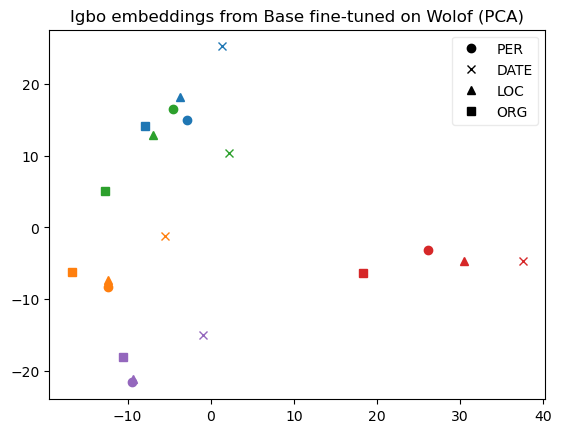 Igbo embeddings from Base fine-tuned on Wolof (PCA)
PER
DATE
LOC
ORG
20
10
0
−10
−20
−10 0 10 20 30 40